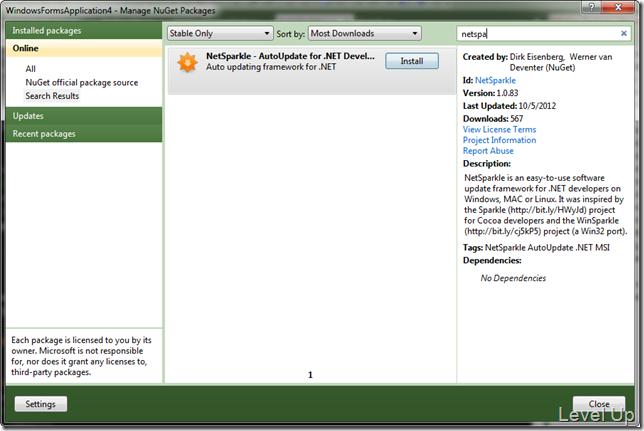 WindowsFormsApplication4 - Manage NuGet Packages
Installed packages
Online
All
NuGet official package source
Search Results
Updates
Recent packages
Each package is licensed to you by its
owner. Microsoft is not responsible
for, nor does it grant any licenses to,
third-party packages.
Settings
Stable Only
Sort by: Most Downloads
NetSparkle - AutoUpdate for .NET Devel...
Auto updating framework for .NET
Install
1
netspa
Created by: Dirk Eisenberg, Werner van
Deventer (NuGet)
Id: NetSparkle
Version: 1.0.83
Last Updated: 10/5/2012
Downloads: 567
View License Terms
Project Information
Report Abuse
Description:
NetSparkle is an easy-to-use software
update framework for .NET developers on
Windows, MAC or Linux. It was inspired by
the Sparkle (http://bit.ly/HWyJd) project
for Cocoa developers and the WinSparkle
(http://bit.ly/cj5kP5) project (a Win32 port).
Tags: NetSparkle AutoUpdate .NET MSI
Dependencies:
No Dependencies
Close
Level Up